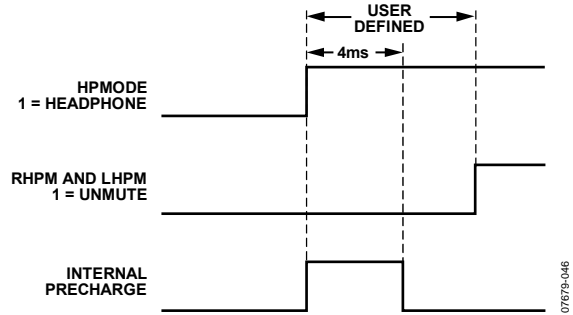 USER
DEFINED
4ms
HPMODE
1 = HEADPHONE
RHPM AND LHPM
1 = UNMUTE
INTERNAL
PRECHARGE
07679-046